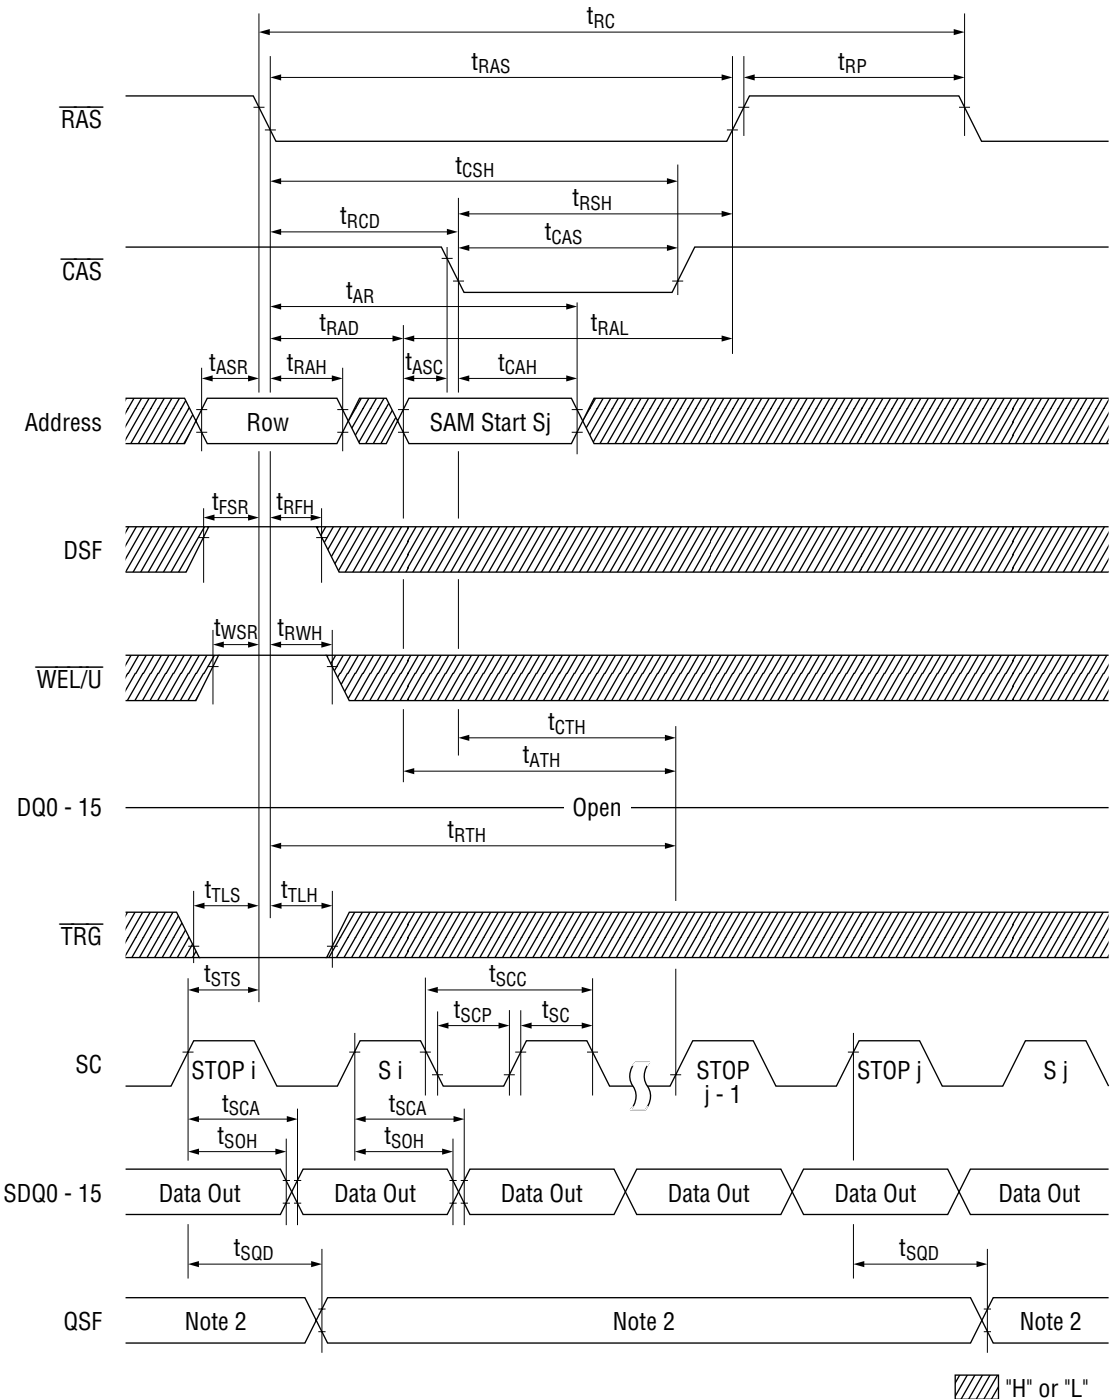 tRC
tRAS
tRP
RAS
tCSH
tRSH
tRCD
tCAS
CAS
tAR
tRAD
tRAL
tASR
tRAH
tASC
tCAH
Address
Row
SAM Start Sj
tFSR
tRFH
DSF
tWSR
tRWH
WEL/U
tCTH
tATH
DQ0 - 15
Open
tRTH
tTLS
tTLH
TRG
tSTS
tSCC
tSCP
tSC
SC
STOP i
S i
STOP
j - 1
STOP j
S j
tSCA
tSCA
tSOH
tSOH
SDQ0 - 15
Data Out
Data Out
Data Out
Data Out
Data Out
Data Out
tSQD
tSQD
QSF
Note 2
Note 2
Note 2
"H" or "L"